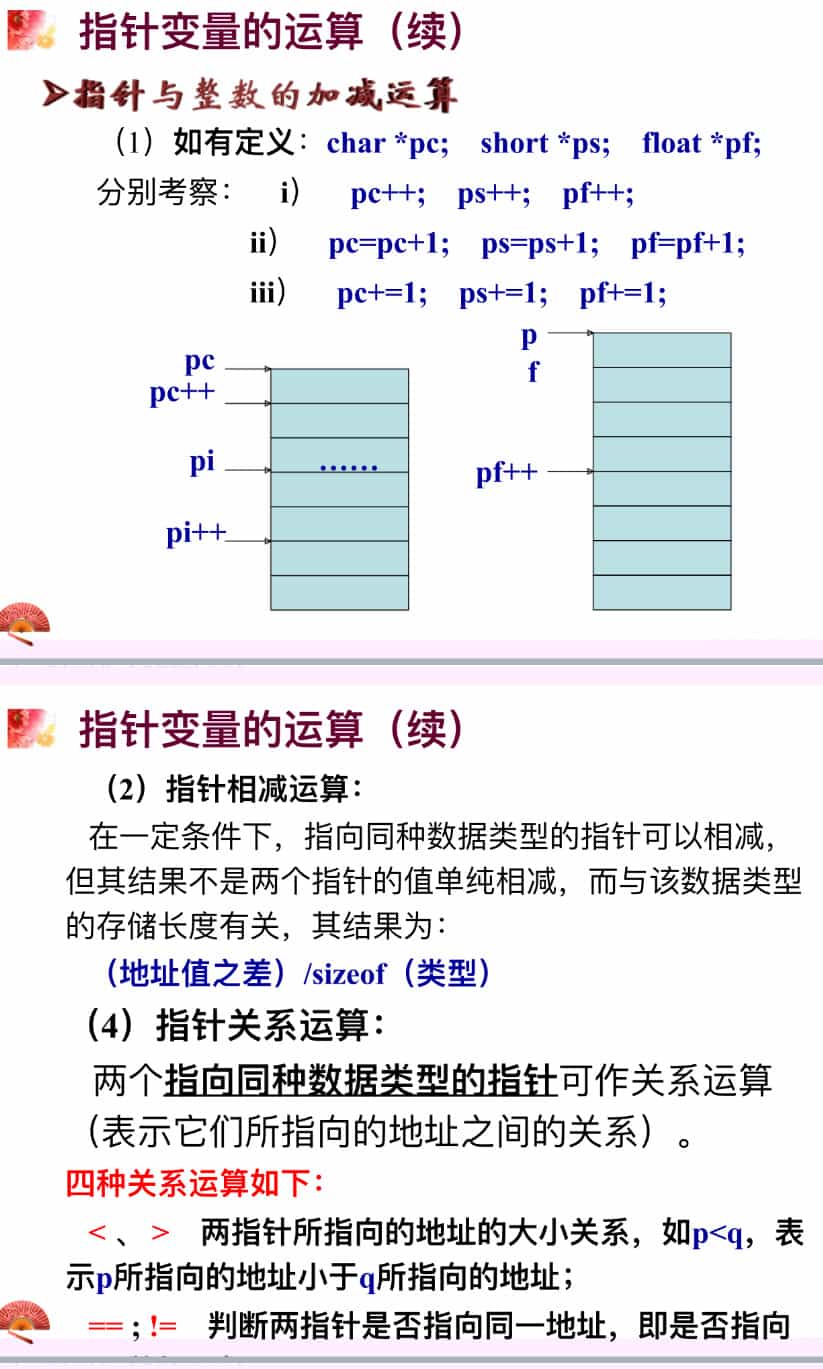 指针变量的运算（续）
➢指针与整数的加减运算
（1）如有定义：char *pc; short *ps; float *pf;
分别考察： i） pc++; ps++; pf++;
ii） pc=pc+1; ps=ps+1; pf=pf+1;
iii） pc+=1; ps+=1; pf+=1;
p
f
pc
pc++
pi
……
pf++
pi++
指针变量的运算（续）
（2）指针相减运算：
在一定条件下，指向同种数据类型的指针可以相减，
但其结果不是两个指针的值单纯相减，而与该数据类型
的存储长度有关，其结果为：
（地址值之差）/sizeof（类型）
（4）指针关系运算：
两个指向同种数据类型的指针可作关系运算
（表示它们所指向的地址之间的关系）。
四种关系运算如下：
< 、 > 两指针所指向的地址的大小关系，如p<q，表
示p所指向的地址小于q所指向的地址；
== ; != 判断两指针是否指向同一地址，即是否指向